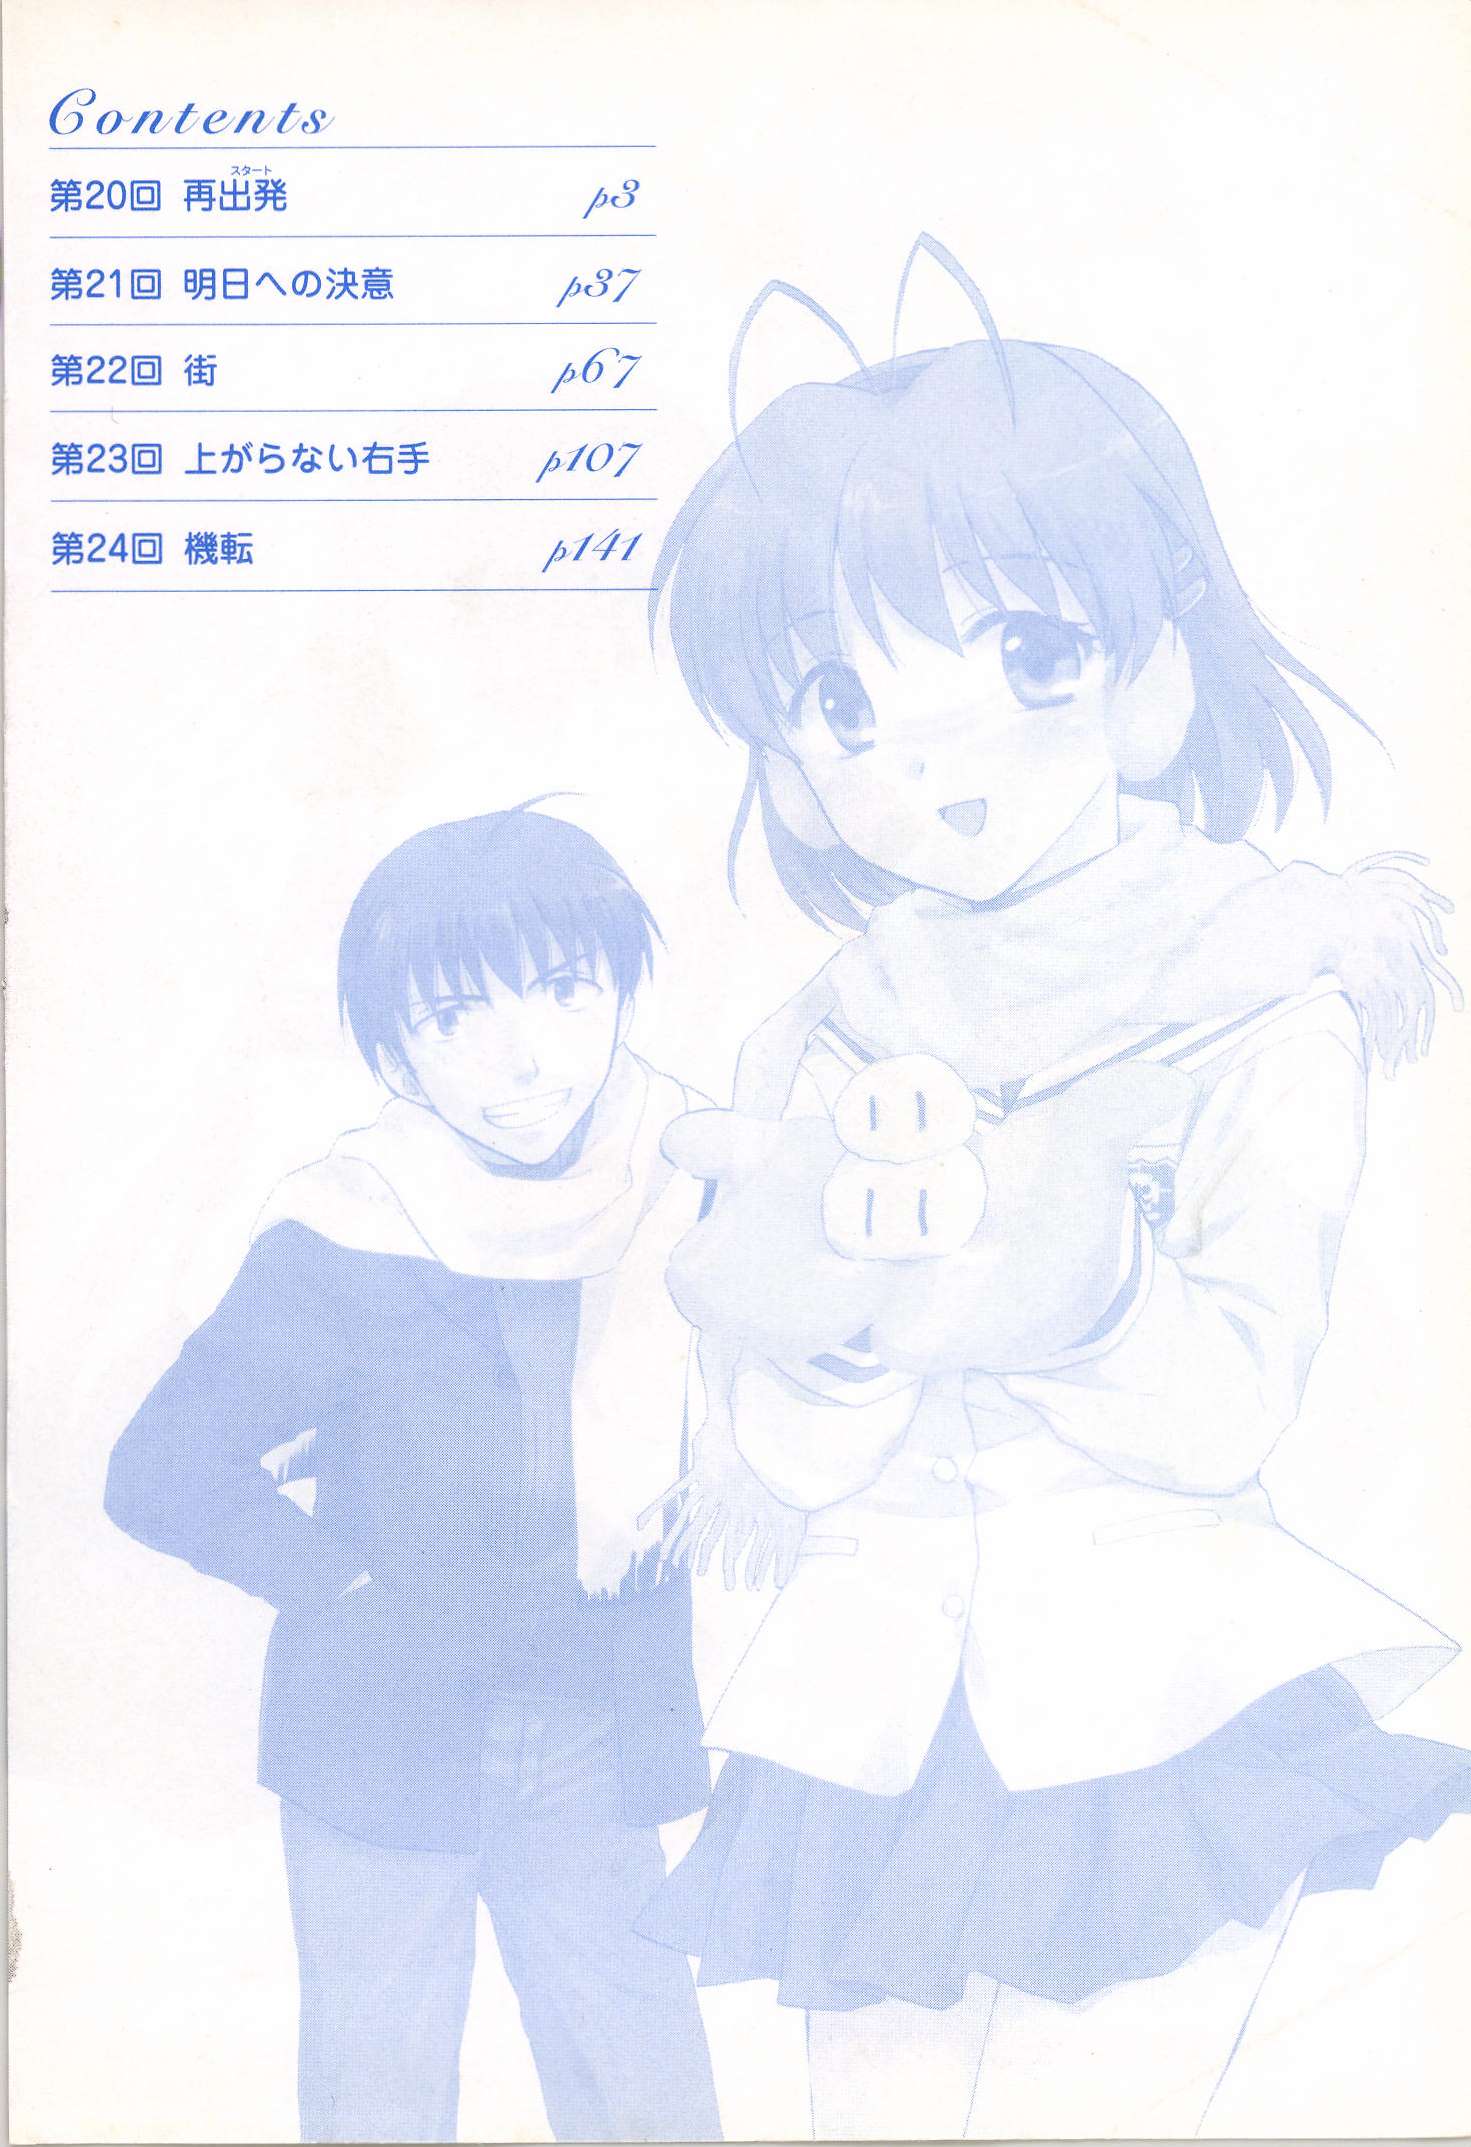 Contents
第20回 再出発 p3
スタート
第21回 明日への決意 p37
第22回 街 p67
第23回 上がらない右手 p107
第24回 機転 p141